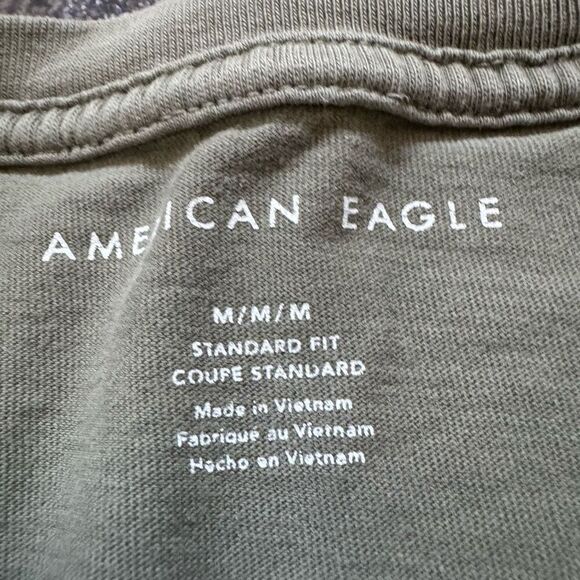 AMERICAN EAGLE
M/M/M
STANDARD FIT
COUPE STANDARD
Made in Vietnam
Fabriqué au Vietnam
Hecho en Vietnam